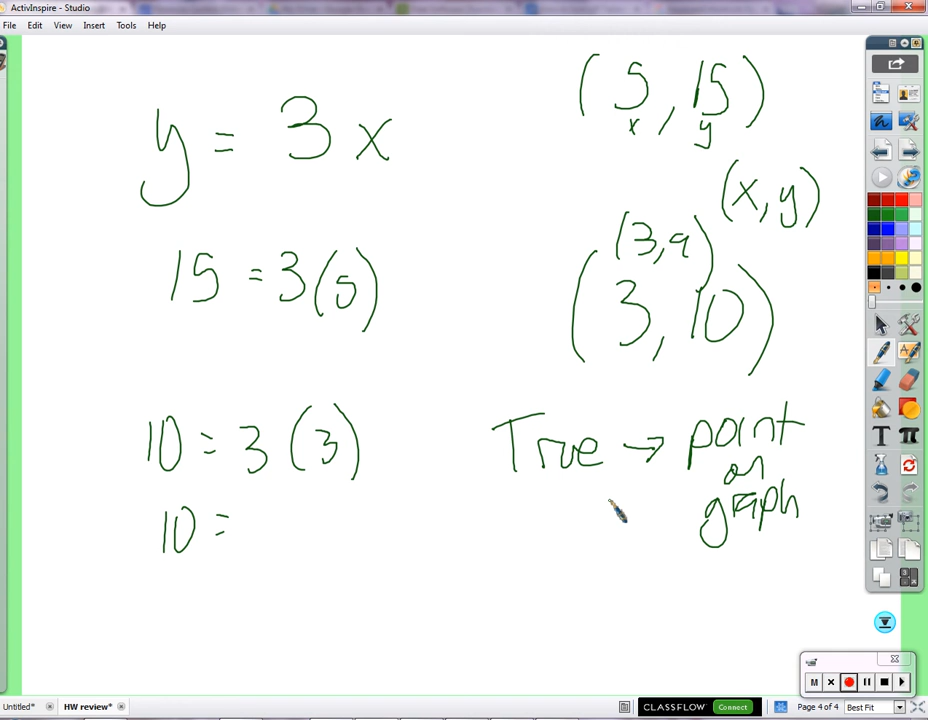 ActivInspire - Studio
File Edit View Insert Tools Help
y = 3x
(5, 15)
x y
(x, y)
15 = 3(5)
(3, 9)
(3, 10)
10 = 3 (3)
True → point
on
graph
10 =
Untitled* HW review*
CLASSFLOW Connect
Page 4 of 4 Best Fit